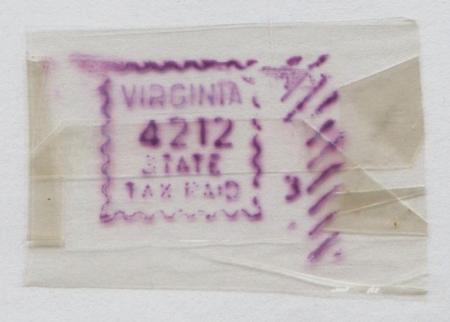 VIRGINIA
4212
STATE
TAX PAID
3